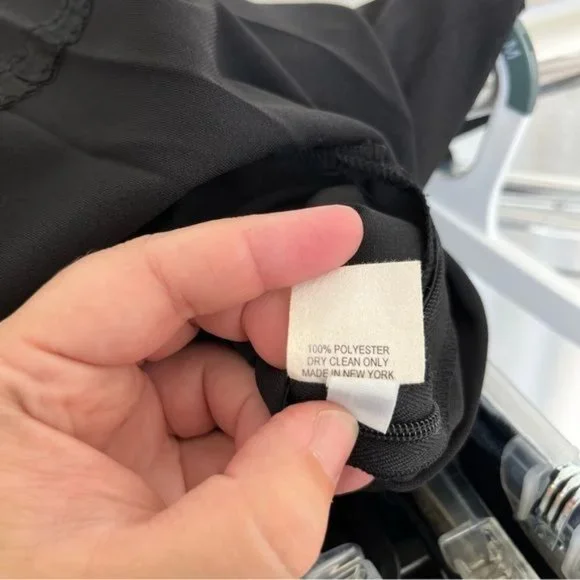 M
100% POLYESTER
DRY CLEAN ONLY
MADE IN NEW YORK